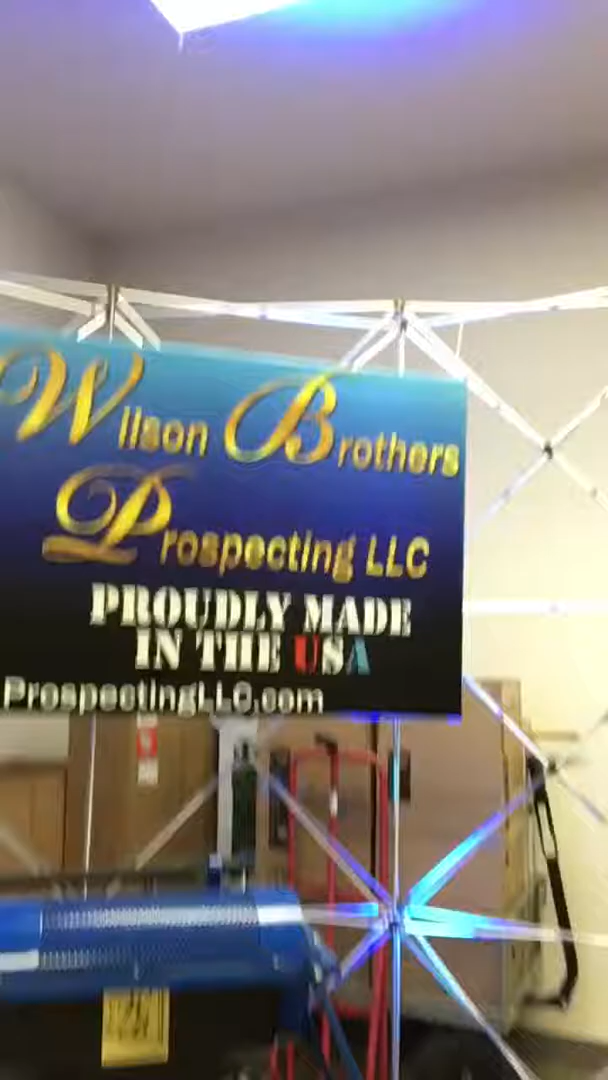 Wilson Brothers
Prospecting LLC
PROUDLY MADE
IN THE USA
ProspectingLLC.com